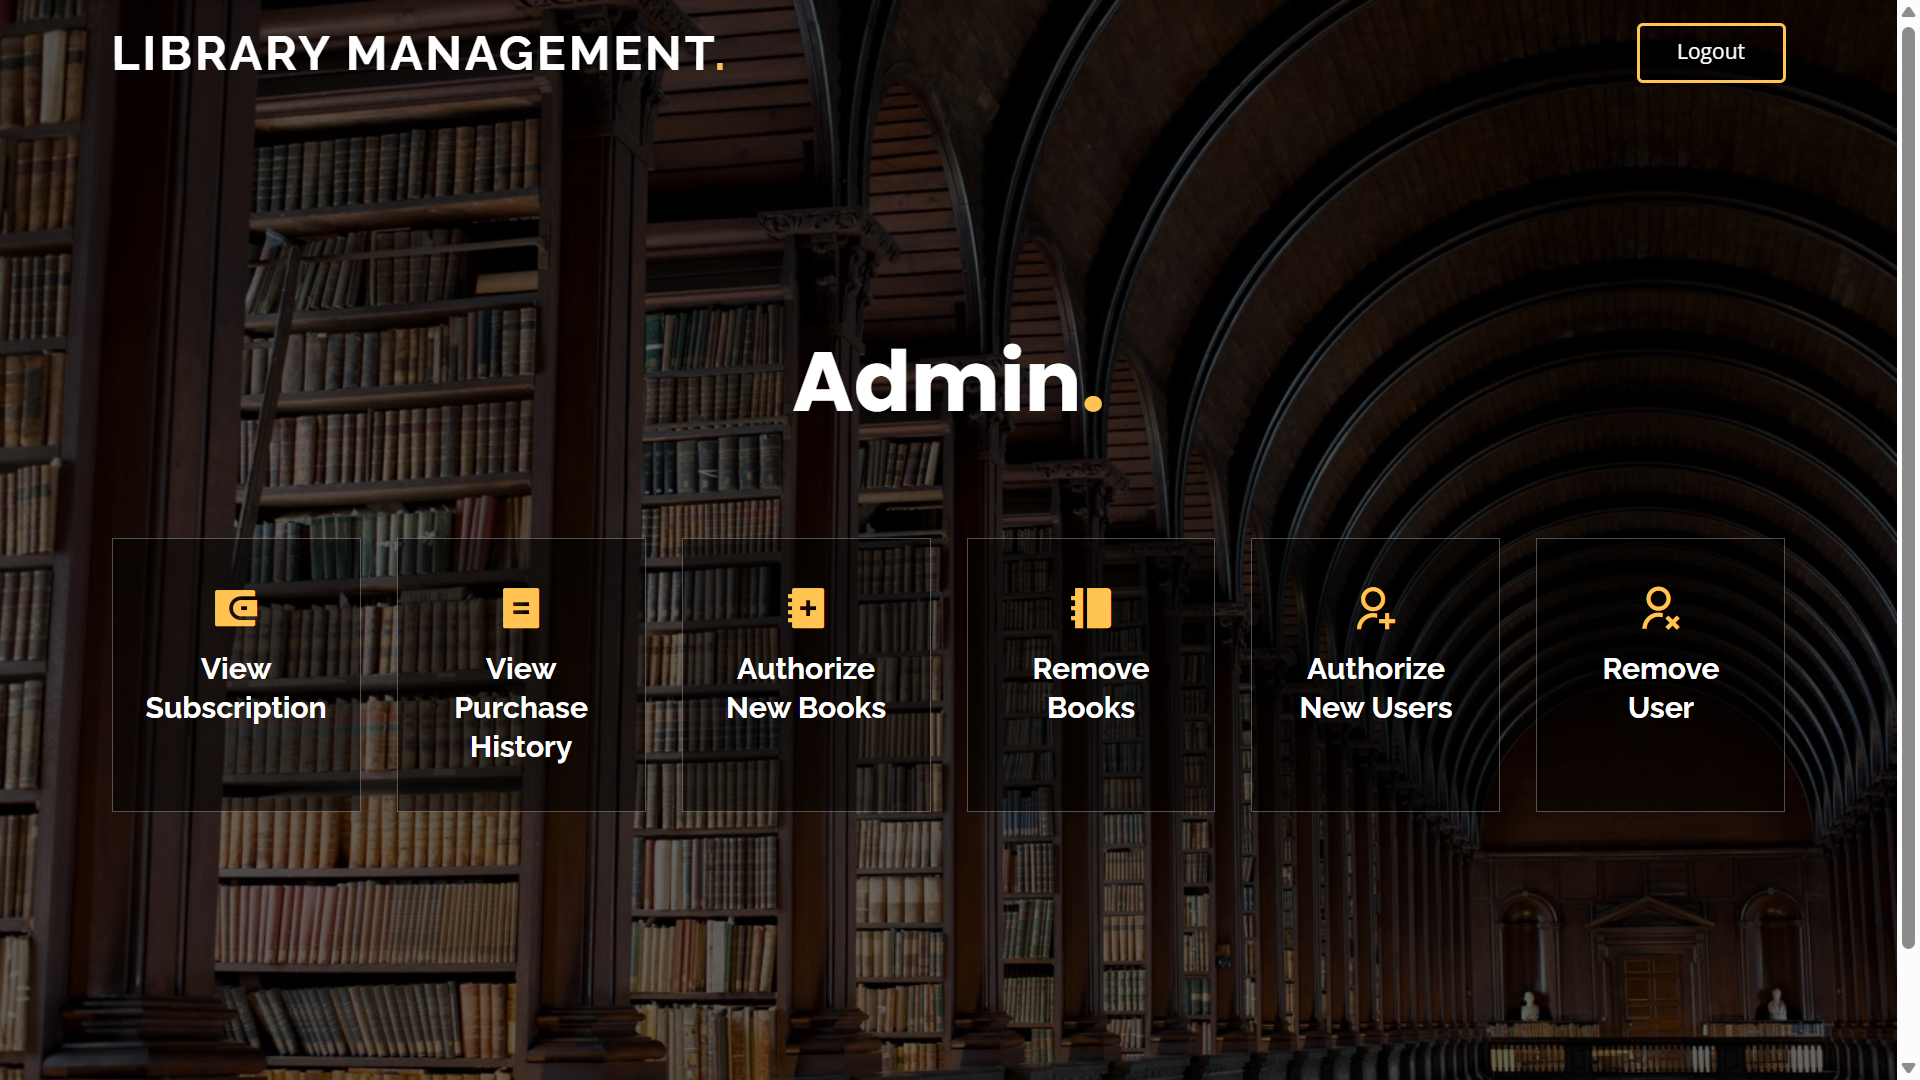 LIBRARY MANAGEMENT.
Logout
Admin.
View
Subscription
View
Purchase
History
Authorize
New Books
Remove
Books
Authorize
New Users
Remove
User